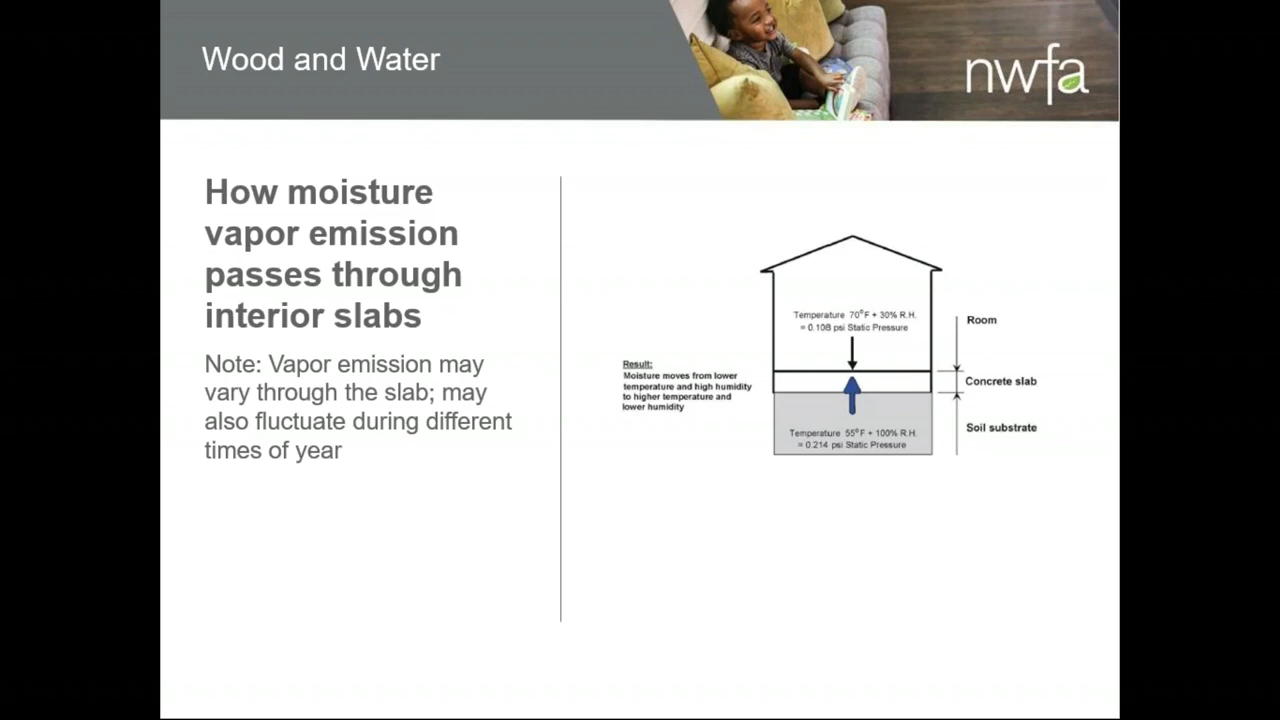 Wood and Water
nwfa
How moisture
vapor emission
passes through
interior slabs
Note: Vapor emission may
vary through the slab; may
also fluctuate during different
times of year
Result:
Moisture moves from lower
temperature and high humidity
to higher temperature and
lower humidity
Temperature 70°F + 30% R.H.
= 0.108 psi Static Pressure
Temperature 55°F + 100% R.H.
= 0.214 psi Static Pressure
Room
Concrete slab
Soil substrate